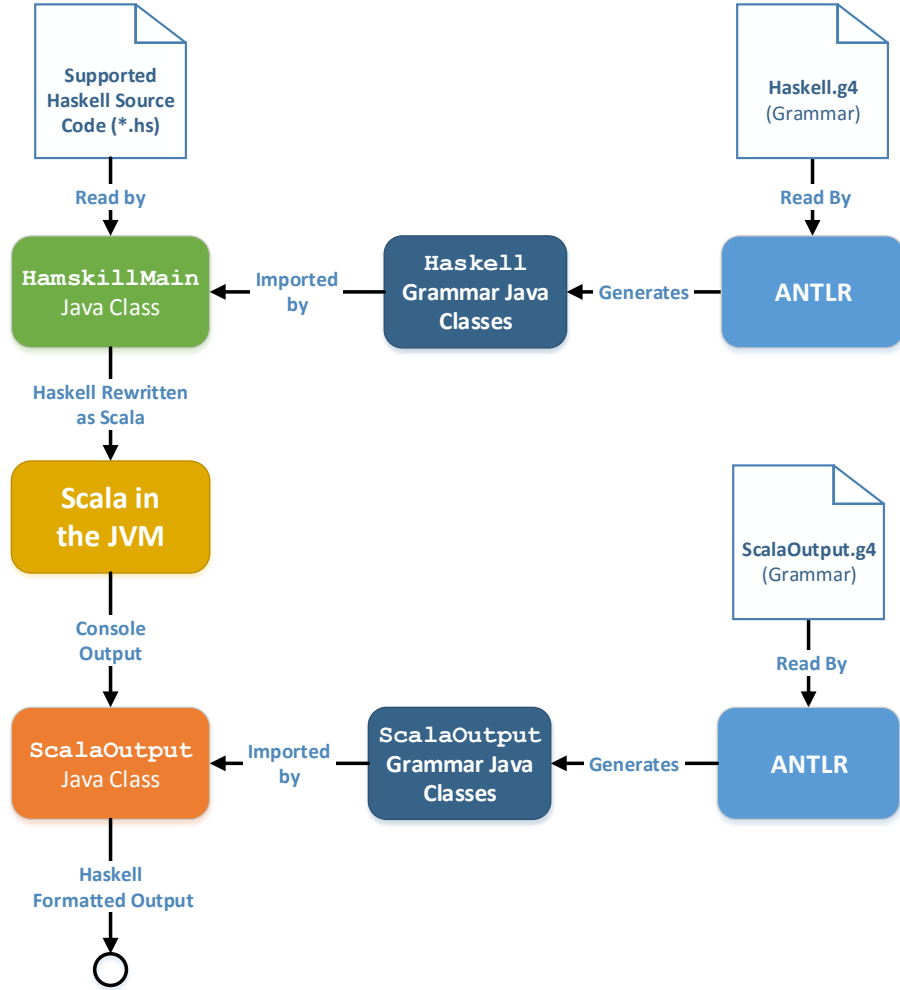 Supported
Haskell Source
Code (*.hs)
Haskell.g4
(Grammar)
Read by
Read By
HamskillMain
Java Class
Imported
by
Haskell
Grammar Java
Classes
Generates
ANTLR
Haskell Rewritten
as Scala
Scala in
the JVM
ScalaOutput.g4
(Grammar)
Console
Output
Read By
ScalaOutput
Java Class
Imported
by
ScalaOutput
Grammar Java
Classes
Generates
ANTLR
Haskell
Formatted Output